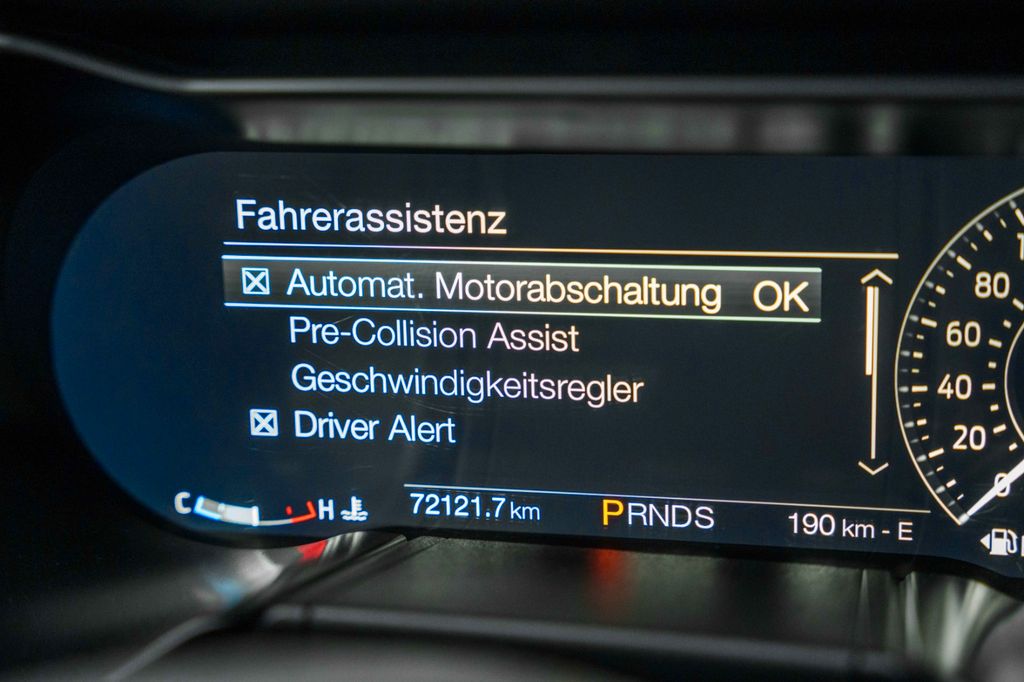 Fahrerassistenz
Automat. Motorabschaltung OK
Pre-Collision Assist
Geschwindigkeitsregler
Driver Alert
80
60
40
20
0
C H
72121.7 km
PRNDS
190 km - E